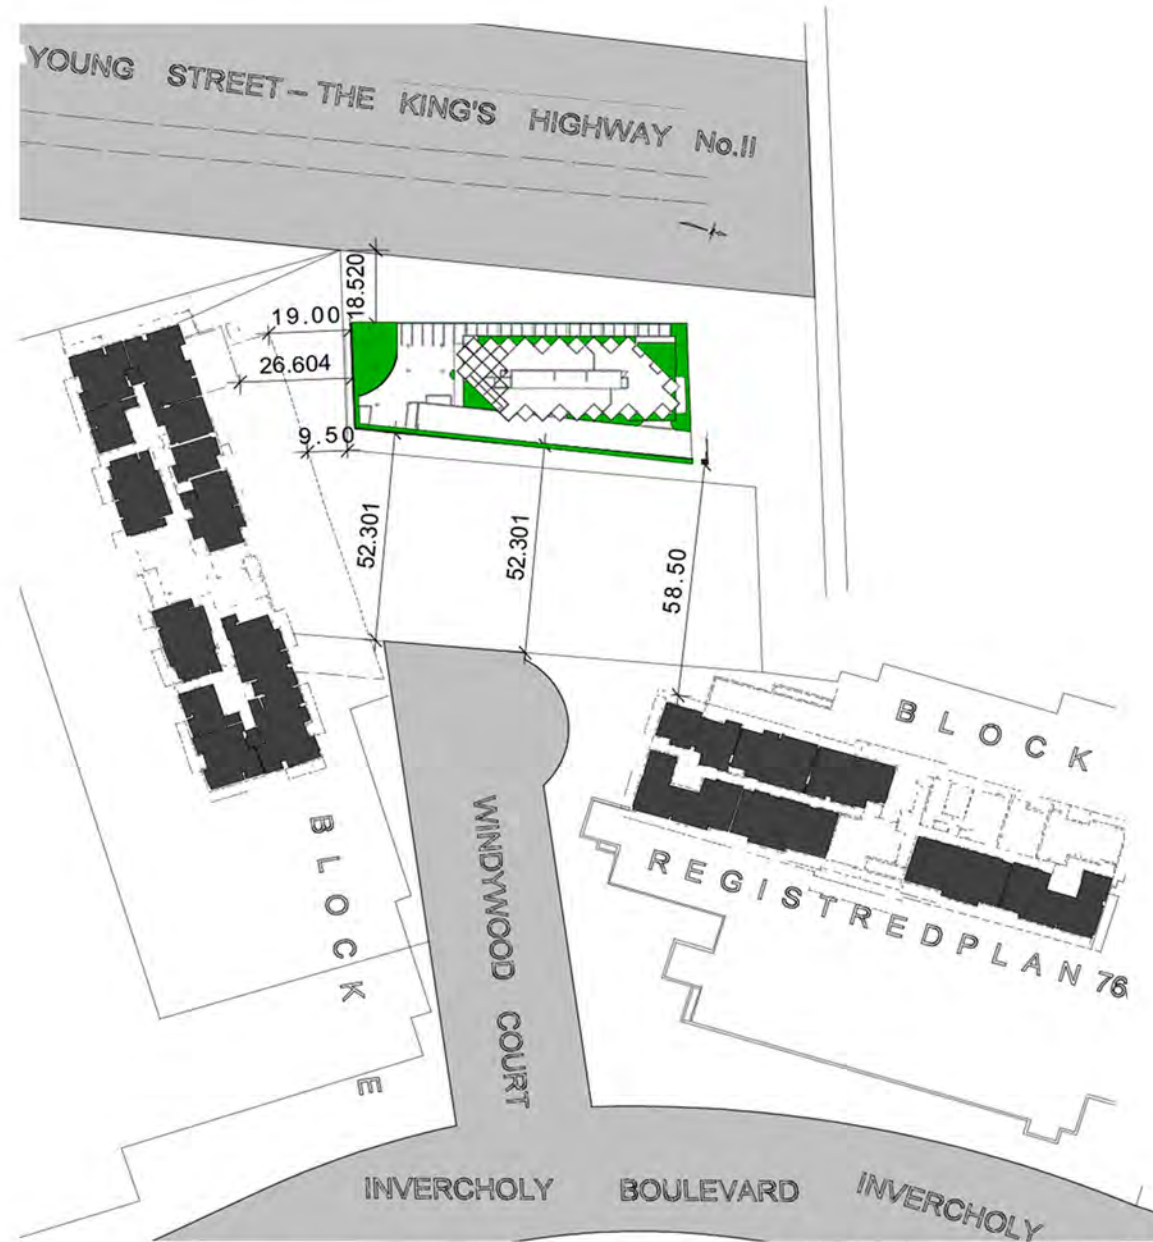 YOUNG STREET – THE KING'S HIGHWAY No.II
18.520
19.00
26.604
9.50
52.301
52.301
58.50
BLOCK
REGISTREDPLAN 76
BLOCK
E
WINDYWOOD COURT
INVERCHOLY BOULEVARD INVERCHOLY